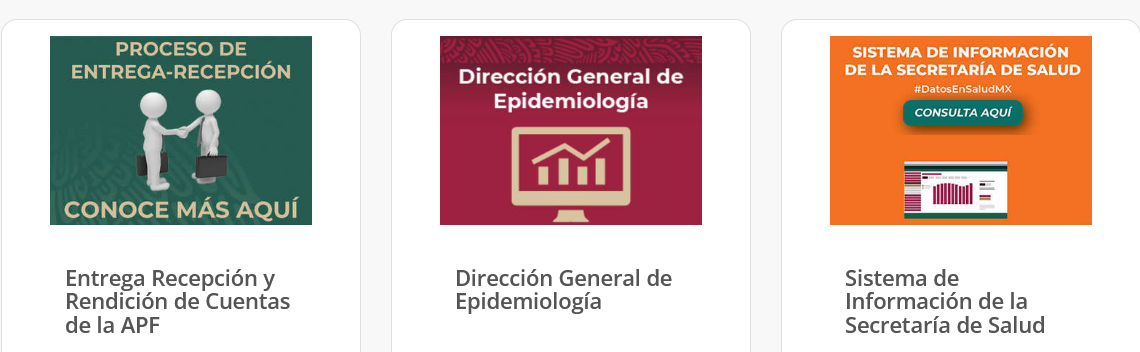 PROCESO DE
ENTREGA-RECEPCIÓN
CONOCE MÁS AQUÍ
Entrega Recepción y
Rendición de Cuentas
de la APF
Dirección General de
Epidemiología
Dirección General de
Epidemiología
SISTEMA DE INFORMACIÓN
DE LA SECRETARÍA DE SALUD
#DatosEnSaludMX
CONSULTA AQUÍ
Sistema de
Información de la
Secretaría de Salud